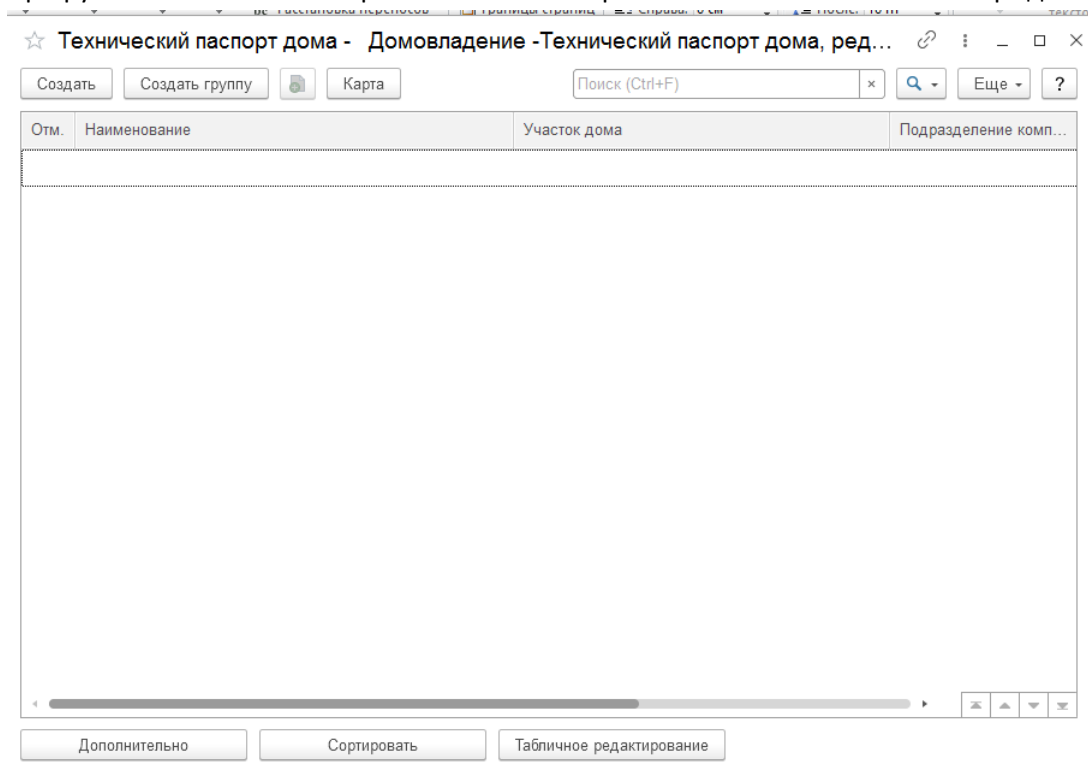 Технический паспорт дома - Домовладение -Технический паспорт дома, ред...
Создать Создать группу Карта Поиск (Ctrl+F) × Еще ?
Отм. Наименование Участок дома Подразделение комп...
Дополнительно Сортировать Табличное редактирование